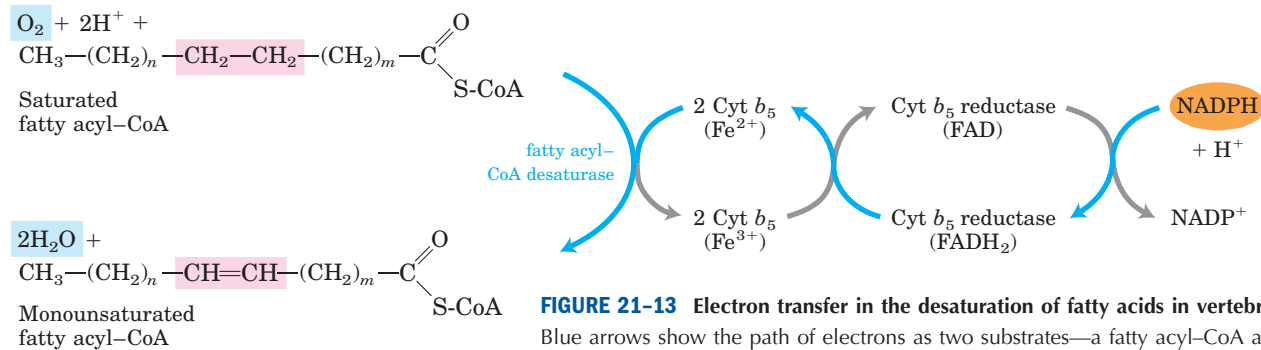 O₂ + 2H⁺ +
CH₃—(CH₂)ₙ—CH₂—CH₂—(CH₂)ₘ—C
O
S-CoA
Saturated
fatty acyl–CoA
fatty acyl–
CoA desaturase
2 Cyt b₅
(Fe²⁺)
Cyt b₅ reductase
(FAD)
NADPH
+ H⁺
2 Cyt b₅
(Fe³⁺)
Cyt b₅ reductase
(FADH₂)
NADP⁺
2H₂O +
CH₃—(CH₂)ₙ—CH=CH—(CH₂)ₘ—C
O
S-CoA
Monounsaturated
fatty acyl–CoA
FIGURE 21–13 Electron transfer in the desaturation of fatty acids in vertebr
Blue arrows show the path of electrons as two substrates—a fatty acyl–CoA a